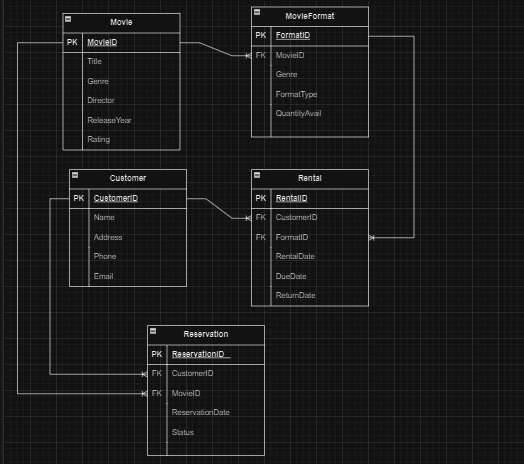 Movie
PK MovieID
Title
Genre
Director
ReleaseYear
Rating
MovieFormat
PK FormatID
FK MovieID
Genre
FormatType
QuantityAvail
Customer
PK CustomerID
Name
Address
Phone
Email
Rental
PK RentalID
FK CustomerID
FK FormatID
RentalDate
DueDate
ReturnDate
Reservation
PK ReservationID
FK CustomerID
FK MovieID
ReservationDate
Status